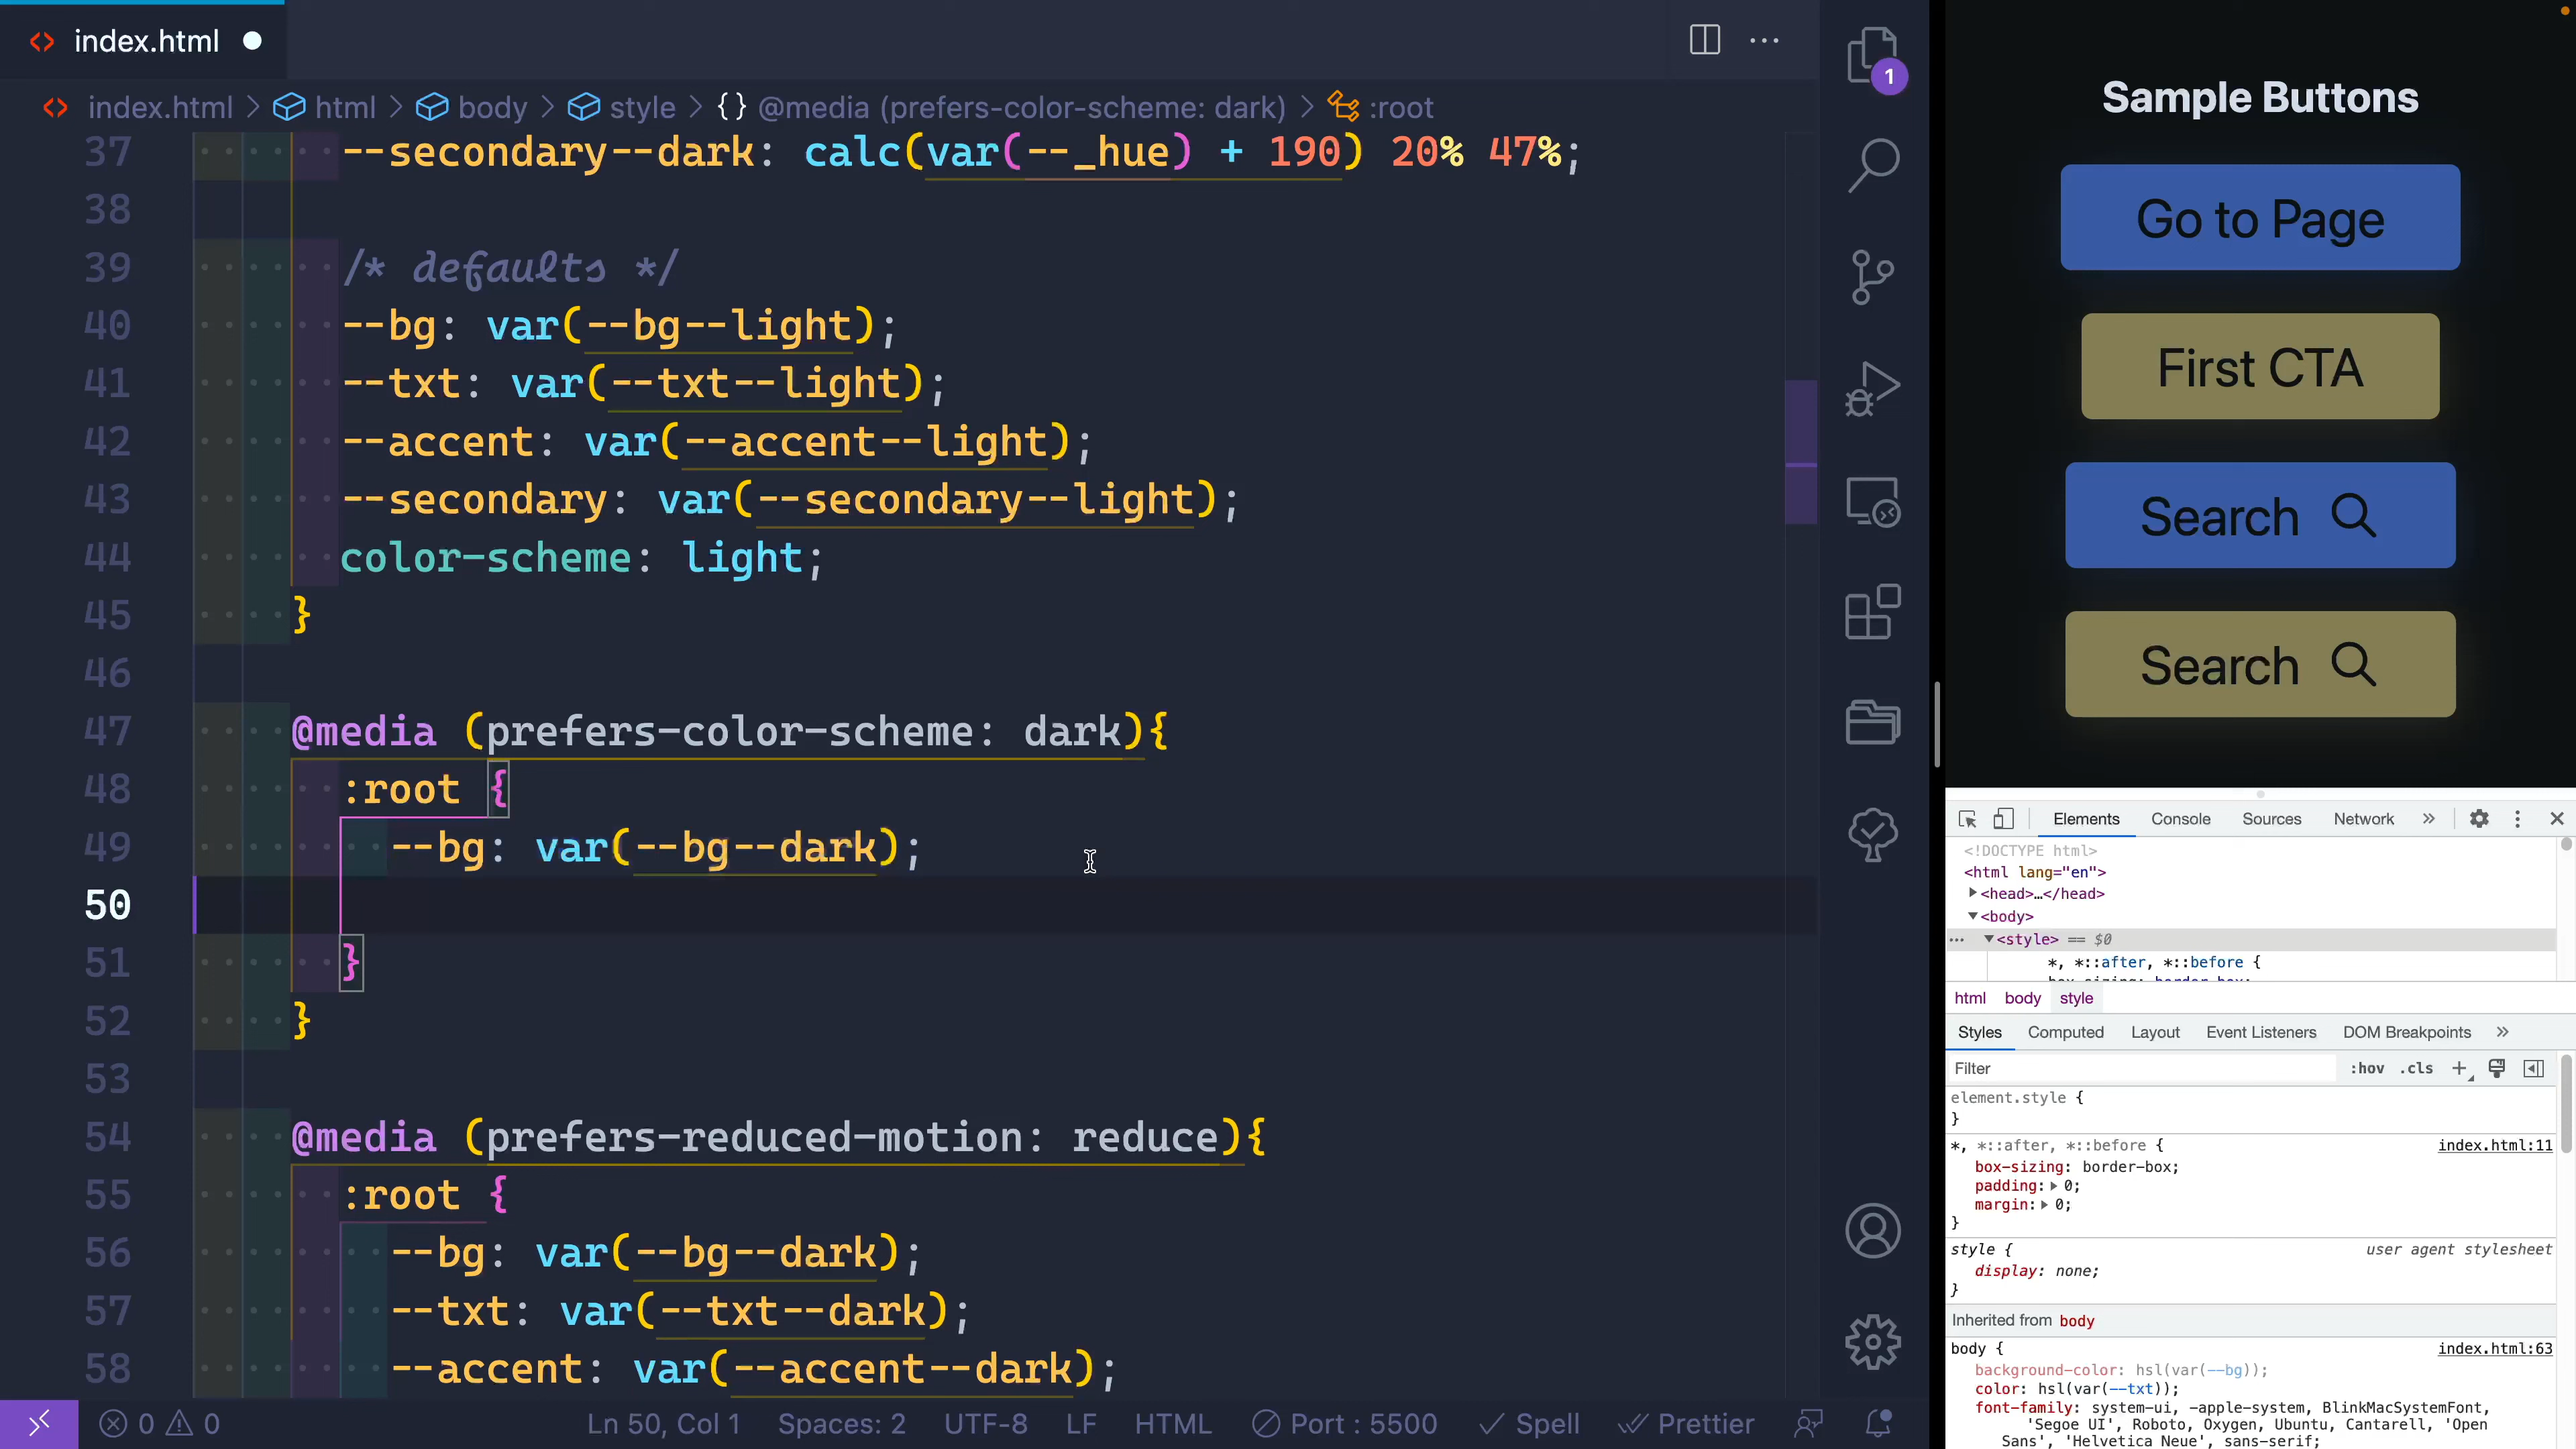 index.html
index.html > html > body > style > {} @media (prefers-color-scheme: dark) > :root
37 --secondary--dark: calc(var(--_hue) + 190) 20% 47%;
38
39 /* defaults */
40 --bg: var(--bg--light);
41 --txt: var(--txt--light);
42 --accent: var(--accent--light);
43 --secondary: var(--secondary--light);
44 color-scheme: light;
45 }
46
47 @media (prefers-color-scheme: dark){
48 :root {
49 --bg: var(--bg--dark);
50
51 }
52 }
53
54 @media (prefers-reduced-motion: reduce){
55 :root {
56 --bg: var(--bg--dark);
57 --txt: var(--txt--dark);
58 --accent: var(--accent--dark);
0 0 Ln 50, Col 1 Spaces: 2 UTF-8 LF HTML Port : 5500 Spell Prettier
1
Sample Buttons
Go to Page
First CTA
Search
Search
Elements Console Sources Network »
<!DOCTYPE html>
<html lang="en">
<head>…</head>
<body>
··· <style> == $0
*, *::after, *::before {
box-sizing: border-box;
html body style
Styles Computed Layout Event Listeners DOM Breakpoints »
Filter :hov .cls +
element.style {
}
*, *::after, *::before { index.html:11
box-sizing: border-box;
padding: 0;
margin: 0;
}
style { user agent stylesheet
display: none;
}
Inherited from body
body { index.html:63
background-color: hsl(var(--bg));
color: hsl(var(--txt));
font-family: system-ui, -apple-system, BlinkMacSystemFont,
'Segoe UI', Roboto, Oxygen, Ubuntu, Cantarell, 'Open
Sans', 'Helvetica Neue', sans-serif;